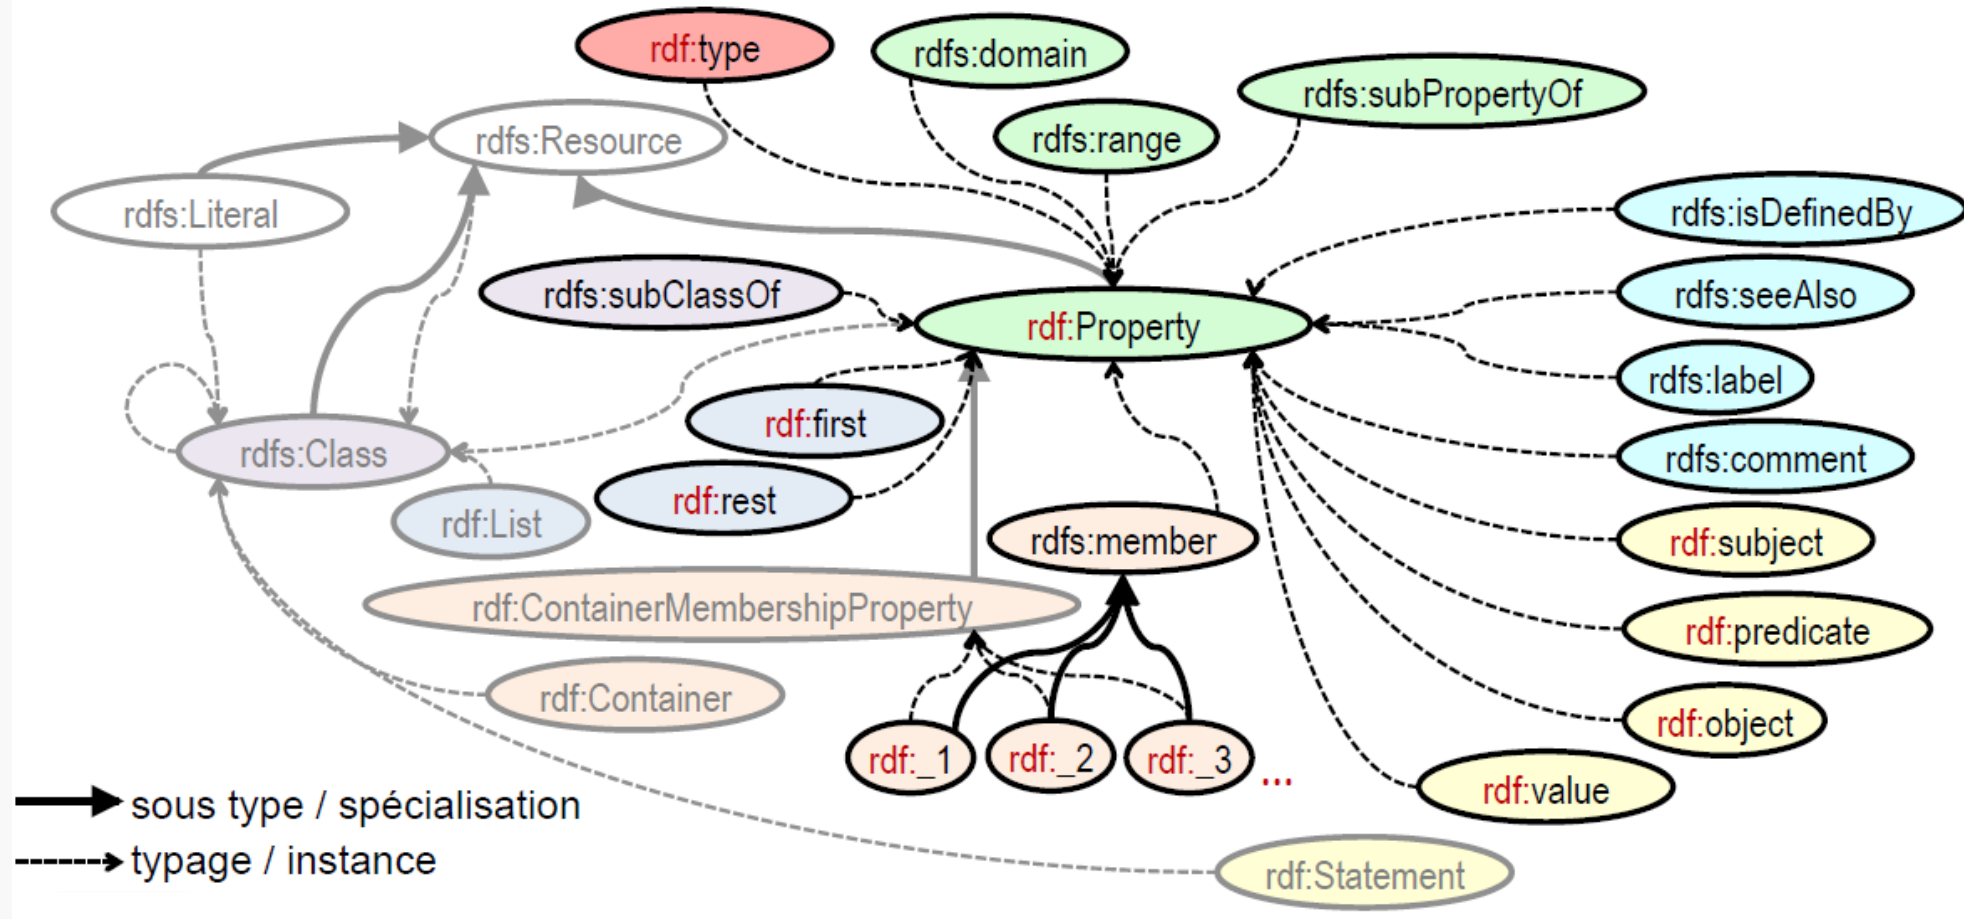 rdf:type
rdfs:domain
rdfs:subPropertyOf
rdfs:Resource
rdfs:range
rdfs:Literal
rdfs:isDefinedBy
rdfs:subClassOf
rdfs:seeAlso
rdf:Property
rdfs:label
rdf:first
rdfs:Class
rdfs:comment
rdf:rest
rdf:List
rdfs:member
rdf:subject
rdf:ContainerMembershipProperty
rdf:predicate
rdf:Container
rdf:object
rdf:_1
rdf:_2
rdf:_3
...
rdf:value
sous type / spécialisation
typage / instance
rdf:Statement